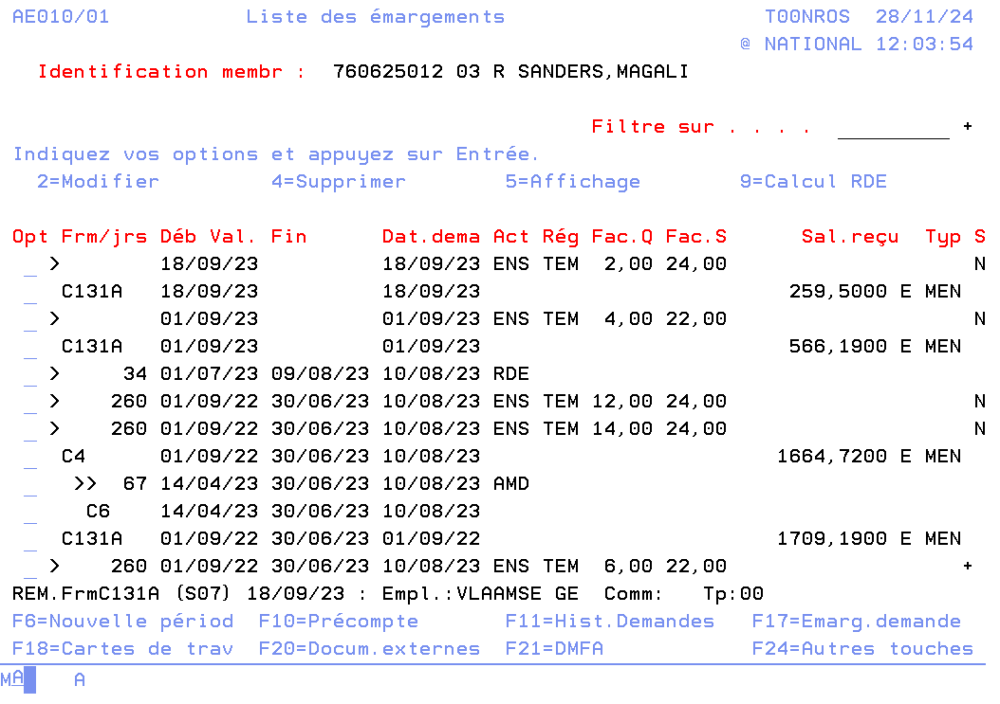 AE010/01 Liste des émargements T00NROS 28/11/24
@ NATIONAL 12:03:54
Identification membr : 760625012 03 R SANDERS,MAGALI
Filtre sur . . . . __________ +
Indiquez vos options et appuyez sur Entrée.
2=Modifier 4=Supprimer 5=Affichage 9=Calcul RDE
Opt Frm/jrs Déb Val. Fin Dat.dema Act Rég Fac.Q Fac.S Sal.reçu Typ S
_ > 18/09/23 18/09/23 ENS TEM 2,00 24,00 N
_ C131A 18/09/23 18/09/23 259,5000 E MEN
_ > 01/09/23 01/09/23 ENS TEM 4,00 22,00 N
_ C131A 01/09/23 01/09/23 566,1900 E MEN
_ > 34 01/07/23 09/08/23 10/08/23 RDE
_ > 260 01/09/22 30/06/23 10/08/23 ENS TEM 12,00 24,00 N
_ > 260 01/09/22 30/06/23 10/08/23 ENS TEM 14,00 24,00 N
_ C4 01/09/22 30/06/23 10/08/23 1664,7200 E MEN
_ >> 67 14/04/23 30/06/23 10/08/23 AMD
_ C6 14/04/23 30/06/23 10/08/23
_ C131A 01/09/22 30/06/23 01/09/22 1709,1900 E MEN
_ > 260 01/09/22 30/06/23 10/08/23 ENS TEM 6,00 22,00 +
REM.FrmC131A (S07) 18/09/23 : Empl.:VLAAMSE GE Comm: Tp:00
F6=Nouvelle périod F10=Précompte F11=Hist.Demandes F17=Emarg.demande
F18=Cartes de trav F20=Docum.externes F21=DMFA F24=Autres touches
MA A